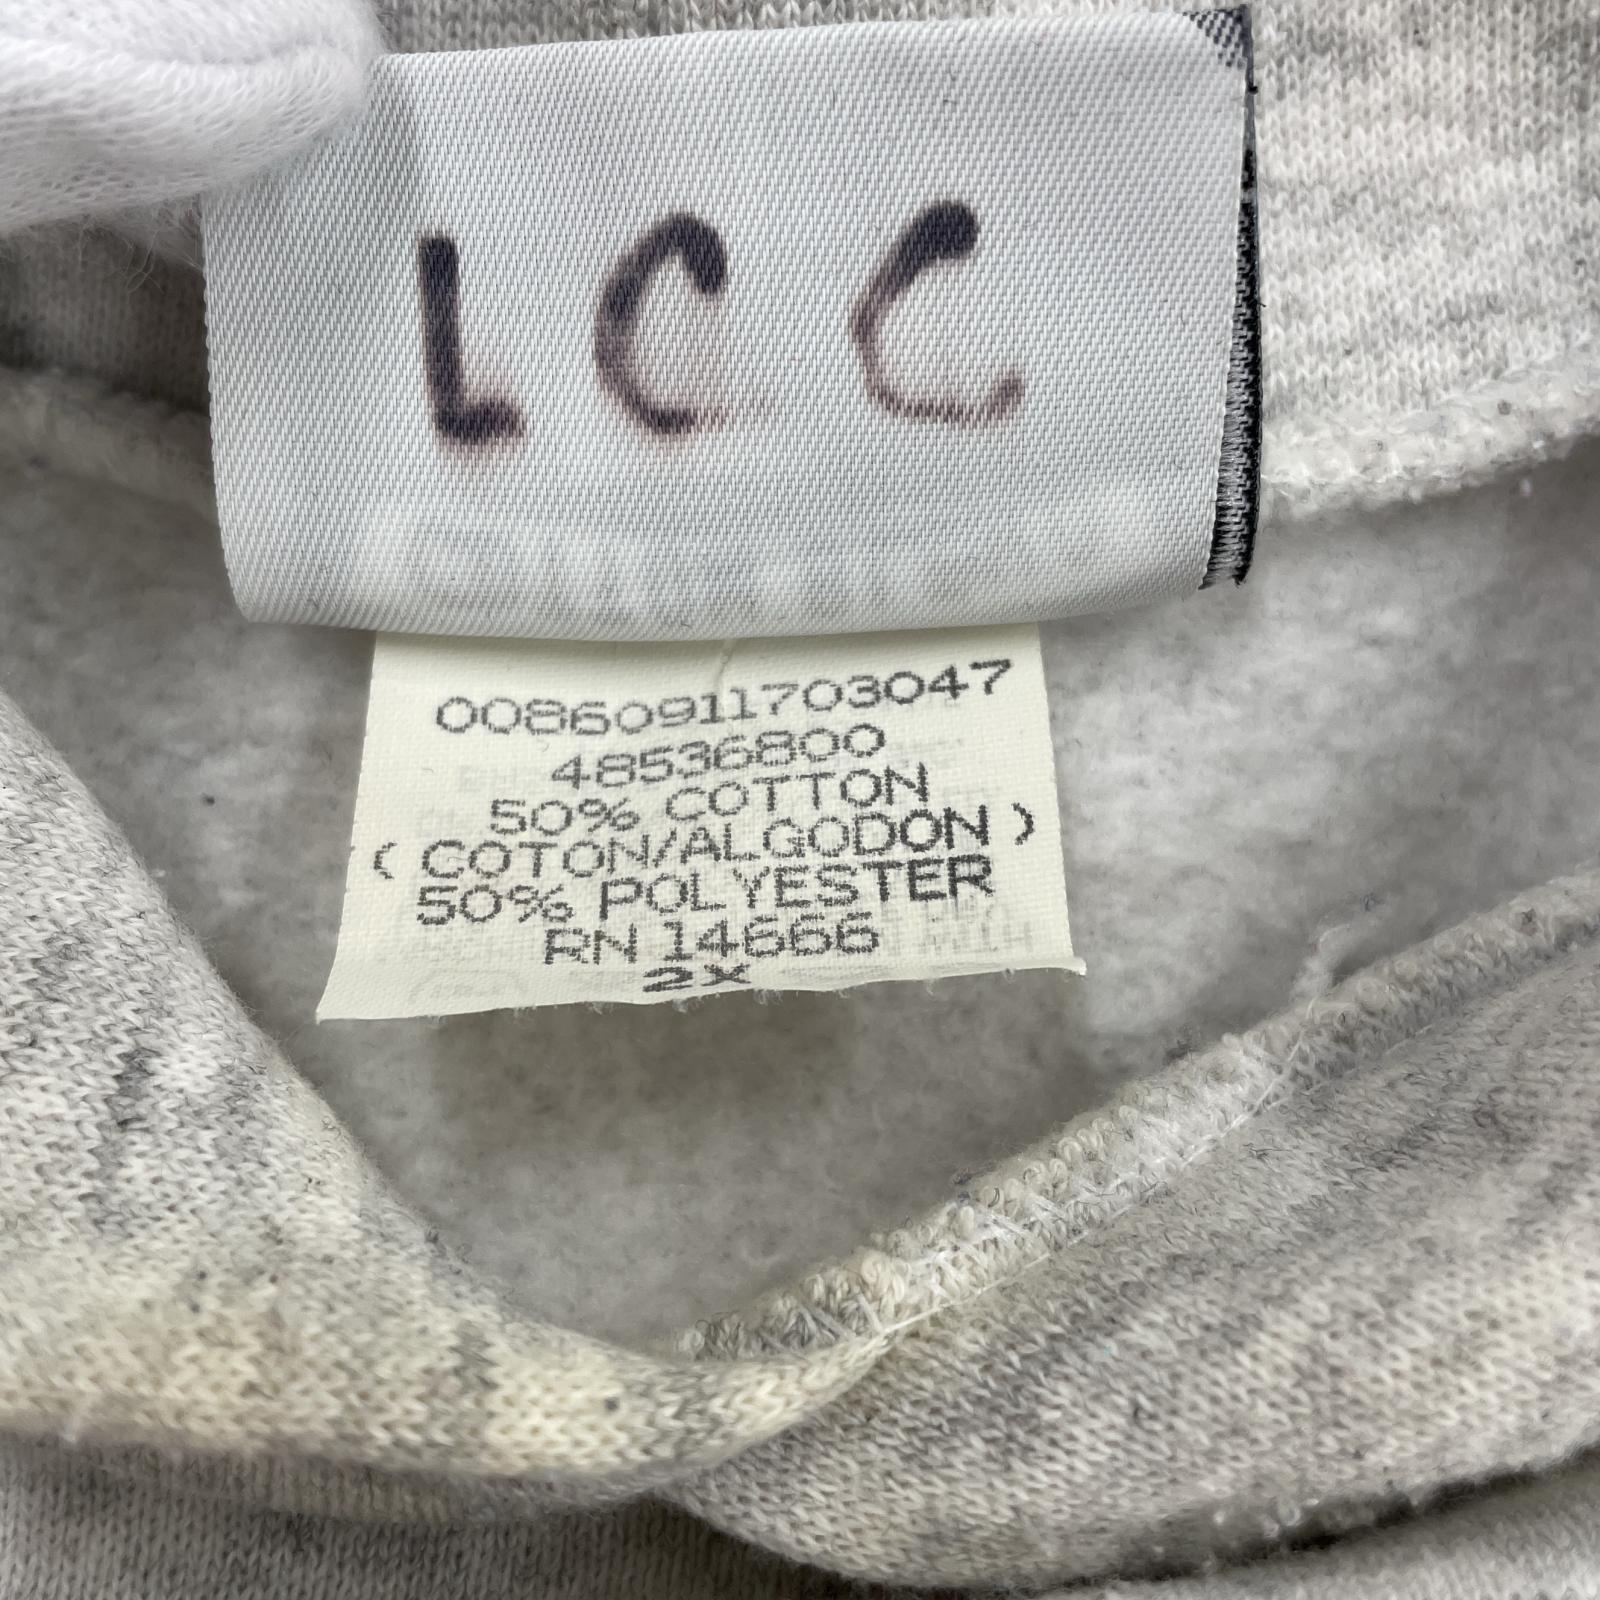 LCC
00860911703047
48536800
50% COTTON
( COTON/ALGODON )
50% POLYESTER
RN 14666
2X